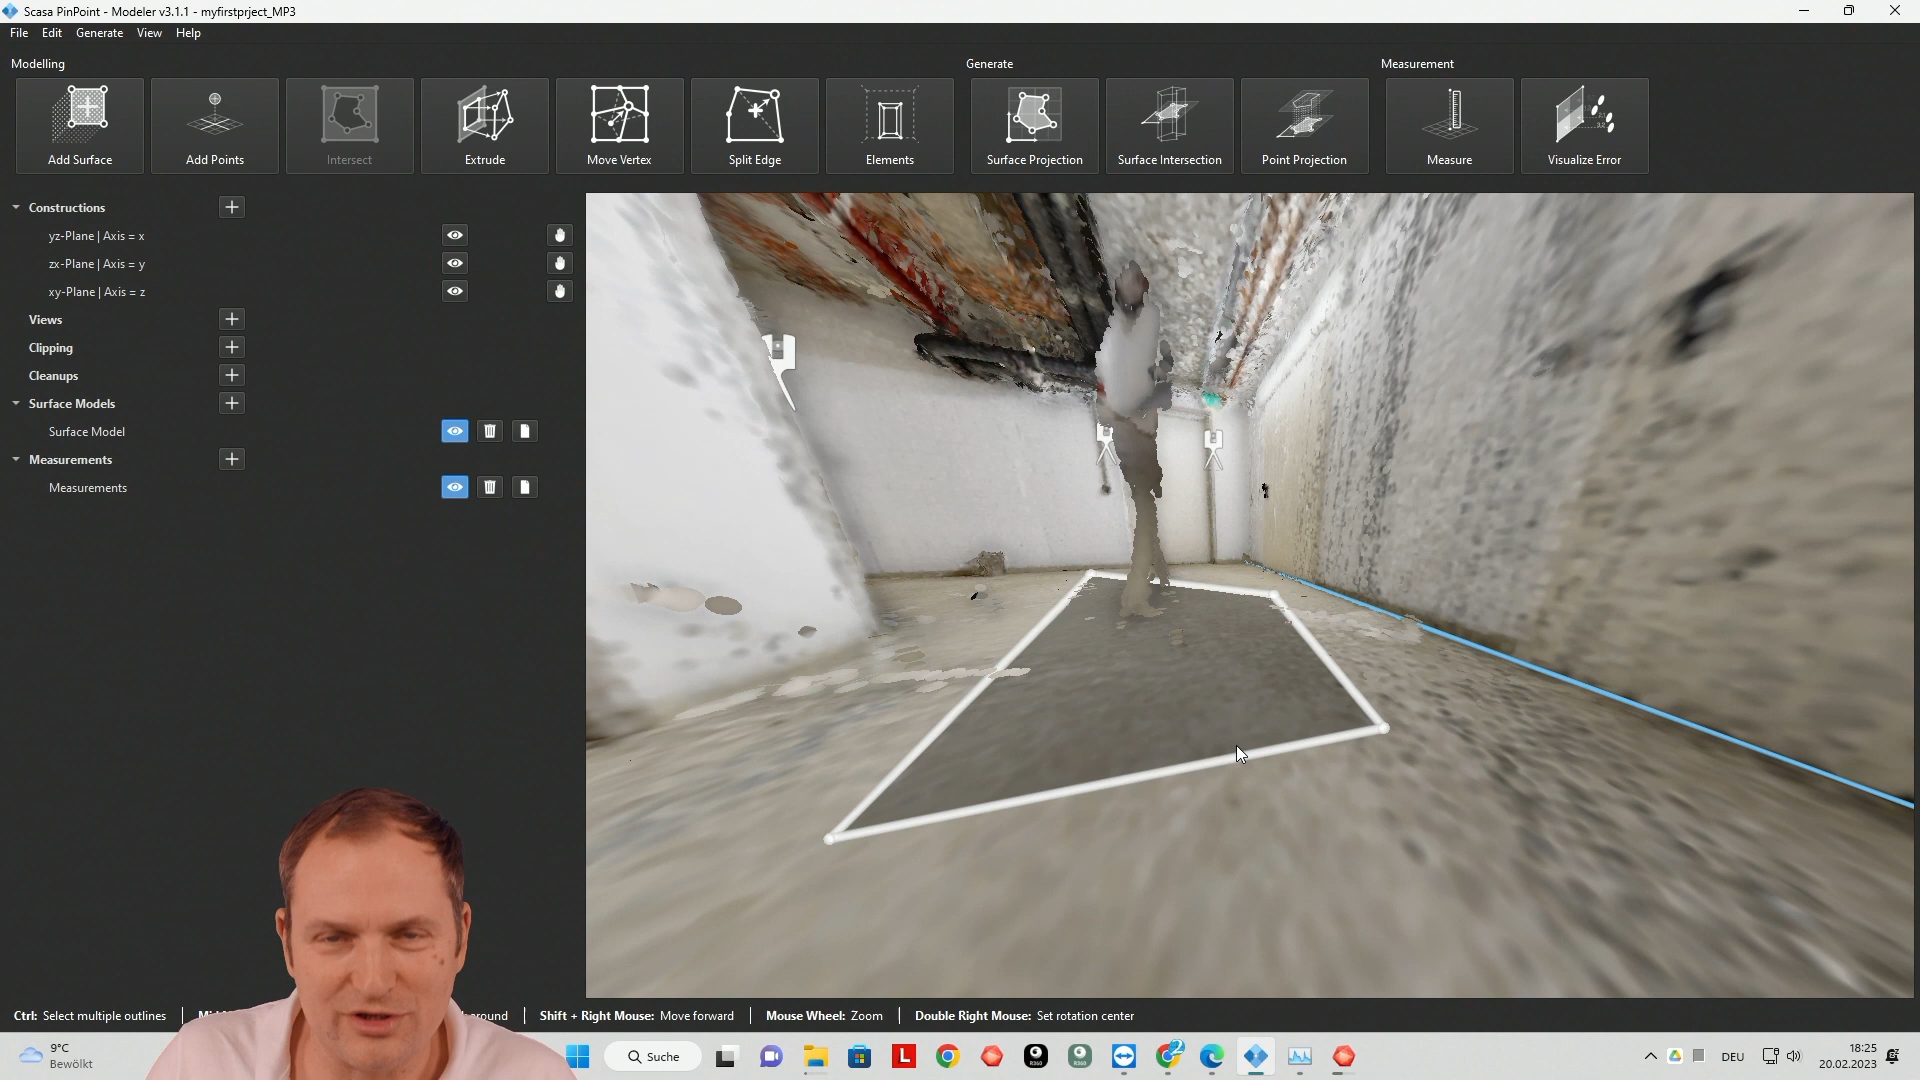 Scasa PinPoint - Modeler v3.1.1 - myfirstprject_MP3
File Edit Generate View Help
Modelling
Generate
Measurement
Add Surface
Add Points
Intersect
Extrude
Move Vertex
Split Edge
Elements
Surface Projection
Surface Intersection
Point Projection
Measure
Visualize Error
Constructions
yz-Plane | Axis = x
zx-Plane | Axis = y
xy-Plane | Axis = z
Views
Clipping
Cleanups
Surface Models
Surface Model
Measurements
Measurements
Ctrl: Select multiple outlines
Shift + Right Mouse: Move forward
Mouse Wheel: Zoom
Double Right Mouse: Set rotation center
9°C
Bewölkt
Suche
L
R360
R360
2
DEU
18:25
20.02.2023